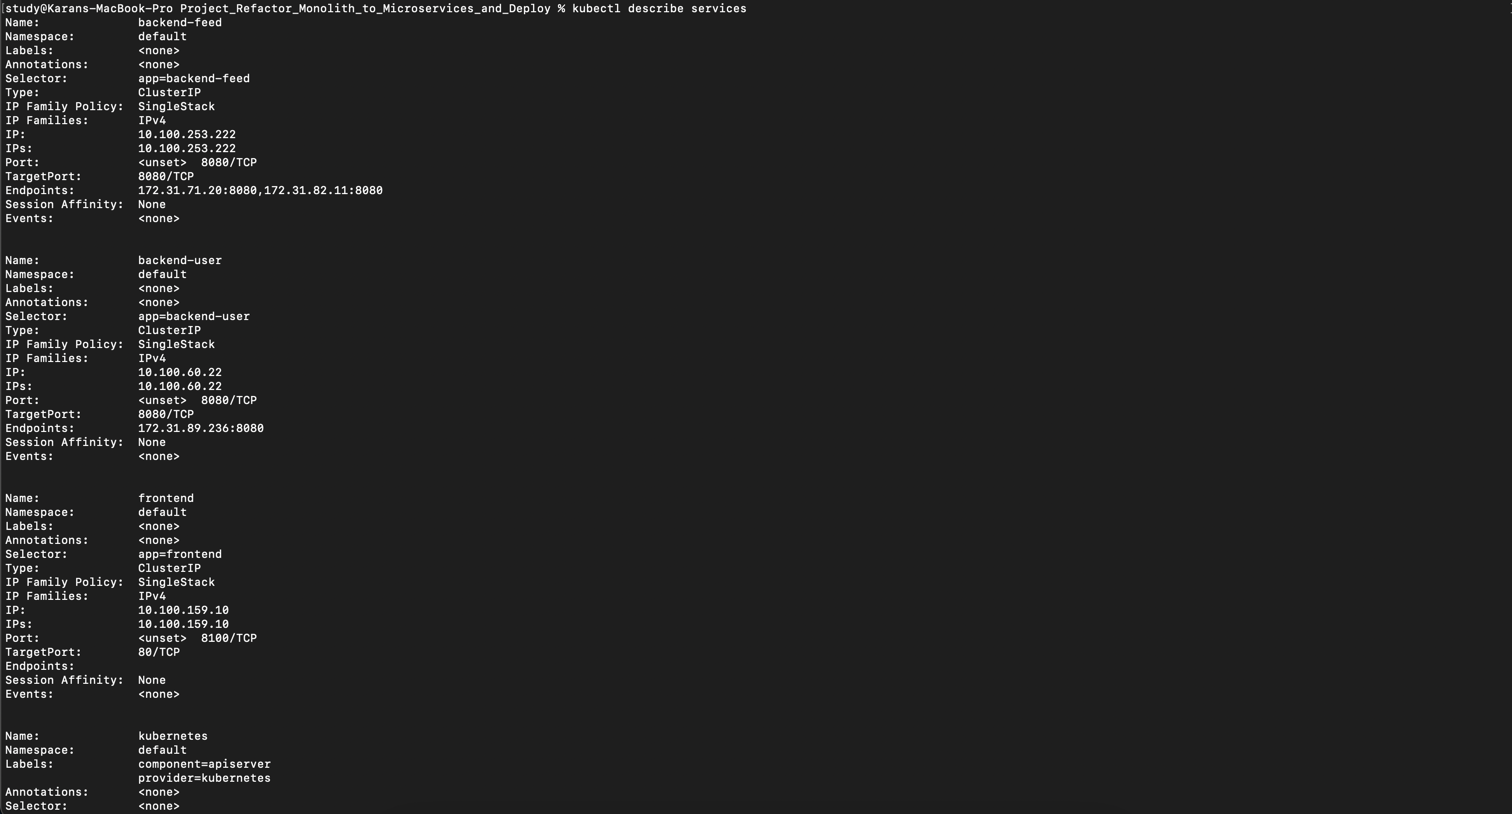 [study@Karans-MacBook-Pro Project_Refactor_Monolith_to_Microservices_and_Deploy % kubectl describe services
Name:              backend-feed
Namespace:         default
Labels:            <none>
Annotations:       <none>
Selector:          app=backend-feed
Type:              ClusterIP
IP Family Policy:  SingleStack
IP Families:       IPv4
IP:                10.100.253.222
IPs:               10.100.253.222
Port:              <unset>  8080/TCP
TargetPort:        8080/TCP
Endpoints:         172.31.71.20:8080,172.31.82.11:8080
Session Affinity:  None
Events:            <none>

Name:              backend-user
Namespace:         default
Labels:            <none>
Annotations:       <none>
Selector:          app=backend-user
Type:              ClusterIP
IP Family Policy:  SingleStack
IP Families:       IPv4
IP:                10.100.60.22
IPs:               10.100.60.22
Port:              <unset>  8080/TCP
TargetPort:        8080/TCP
Endpoints:         172.31.89.236:8080
Session Affinity:  None
Events:            <none>

Name:              frontend
Namespace:         default
Labels:            <none>
Annotations:       <none>
Selector:          app=frontend
Type:              ClusterIP
IP Family Policy:  SingleStack
IP Families:       IPv4
IP:                10.100.159.10
IPs:               10.100.159.10
Port:              <unset>  8100/TCP
TargetPort:        80/TCP
Endpoints:
Session Affinity:  None
Events:            <none>

Name:              kubernetes
Namespace:         default
Labels:            component=apiserver
                   provider=kubernetes
Annotations:       <none>
Selector:          <none>